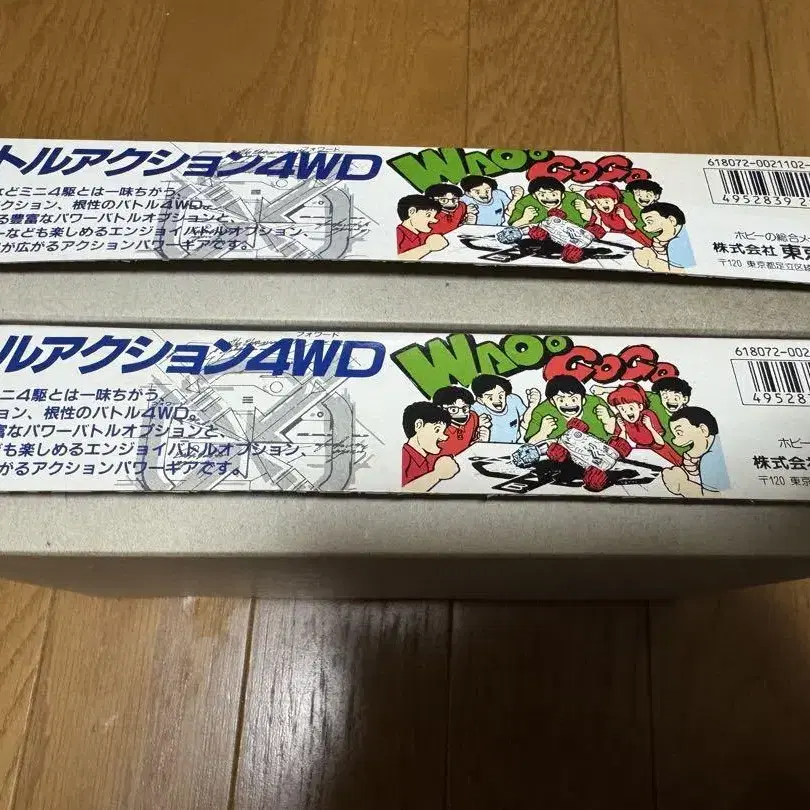 トルアクション4WD
フォワード
などミニ4駆とは一味ちがう、
アクション、根性のバトル4WD。
る豊富なパワーバトルオプションと、
ーなども楽しめるエンジョイバトルオプション、
が広がるアクションパワーギアです。
WAOo GoGo
618072-0021102
4952839 2
ホビーの総合メ
株式会社 東京
〒120 東京都足立区
ルアクション4WD
フォワード
ニ4駆とは一味ちがう、
ション、根性のバトル4WD。
富なパワーバトルオプションと、
も楽しめるエンジョイバトルオプション、
がるアクションパワーギアです。
WAOo GoGo
618072-002
49528
ホビー
株式会社
〒120 東京